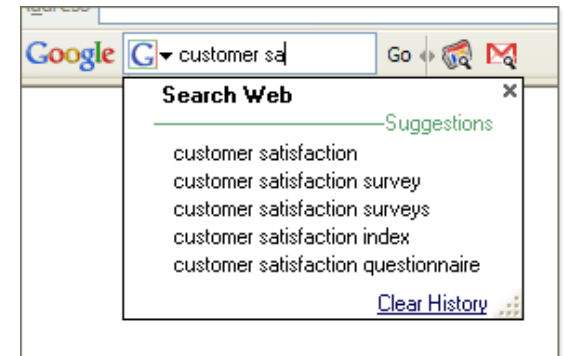 Address
Google G customer sa Go
Search Web
Suggestions
customer satisfaction
customer satisfaction survey
customer satisfaction surveys
customer satisfaction index
customer satisfaction questionnaire
Clear History